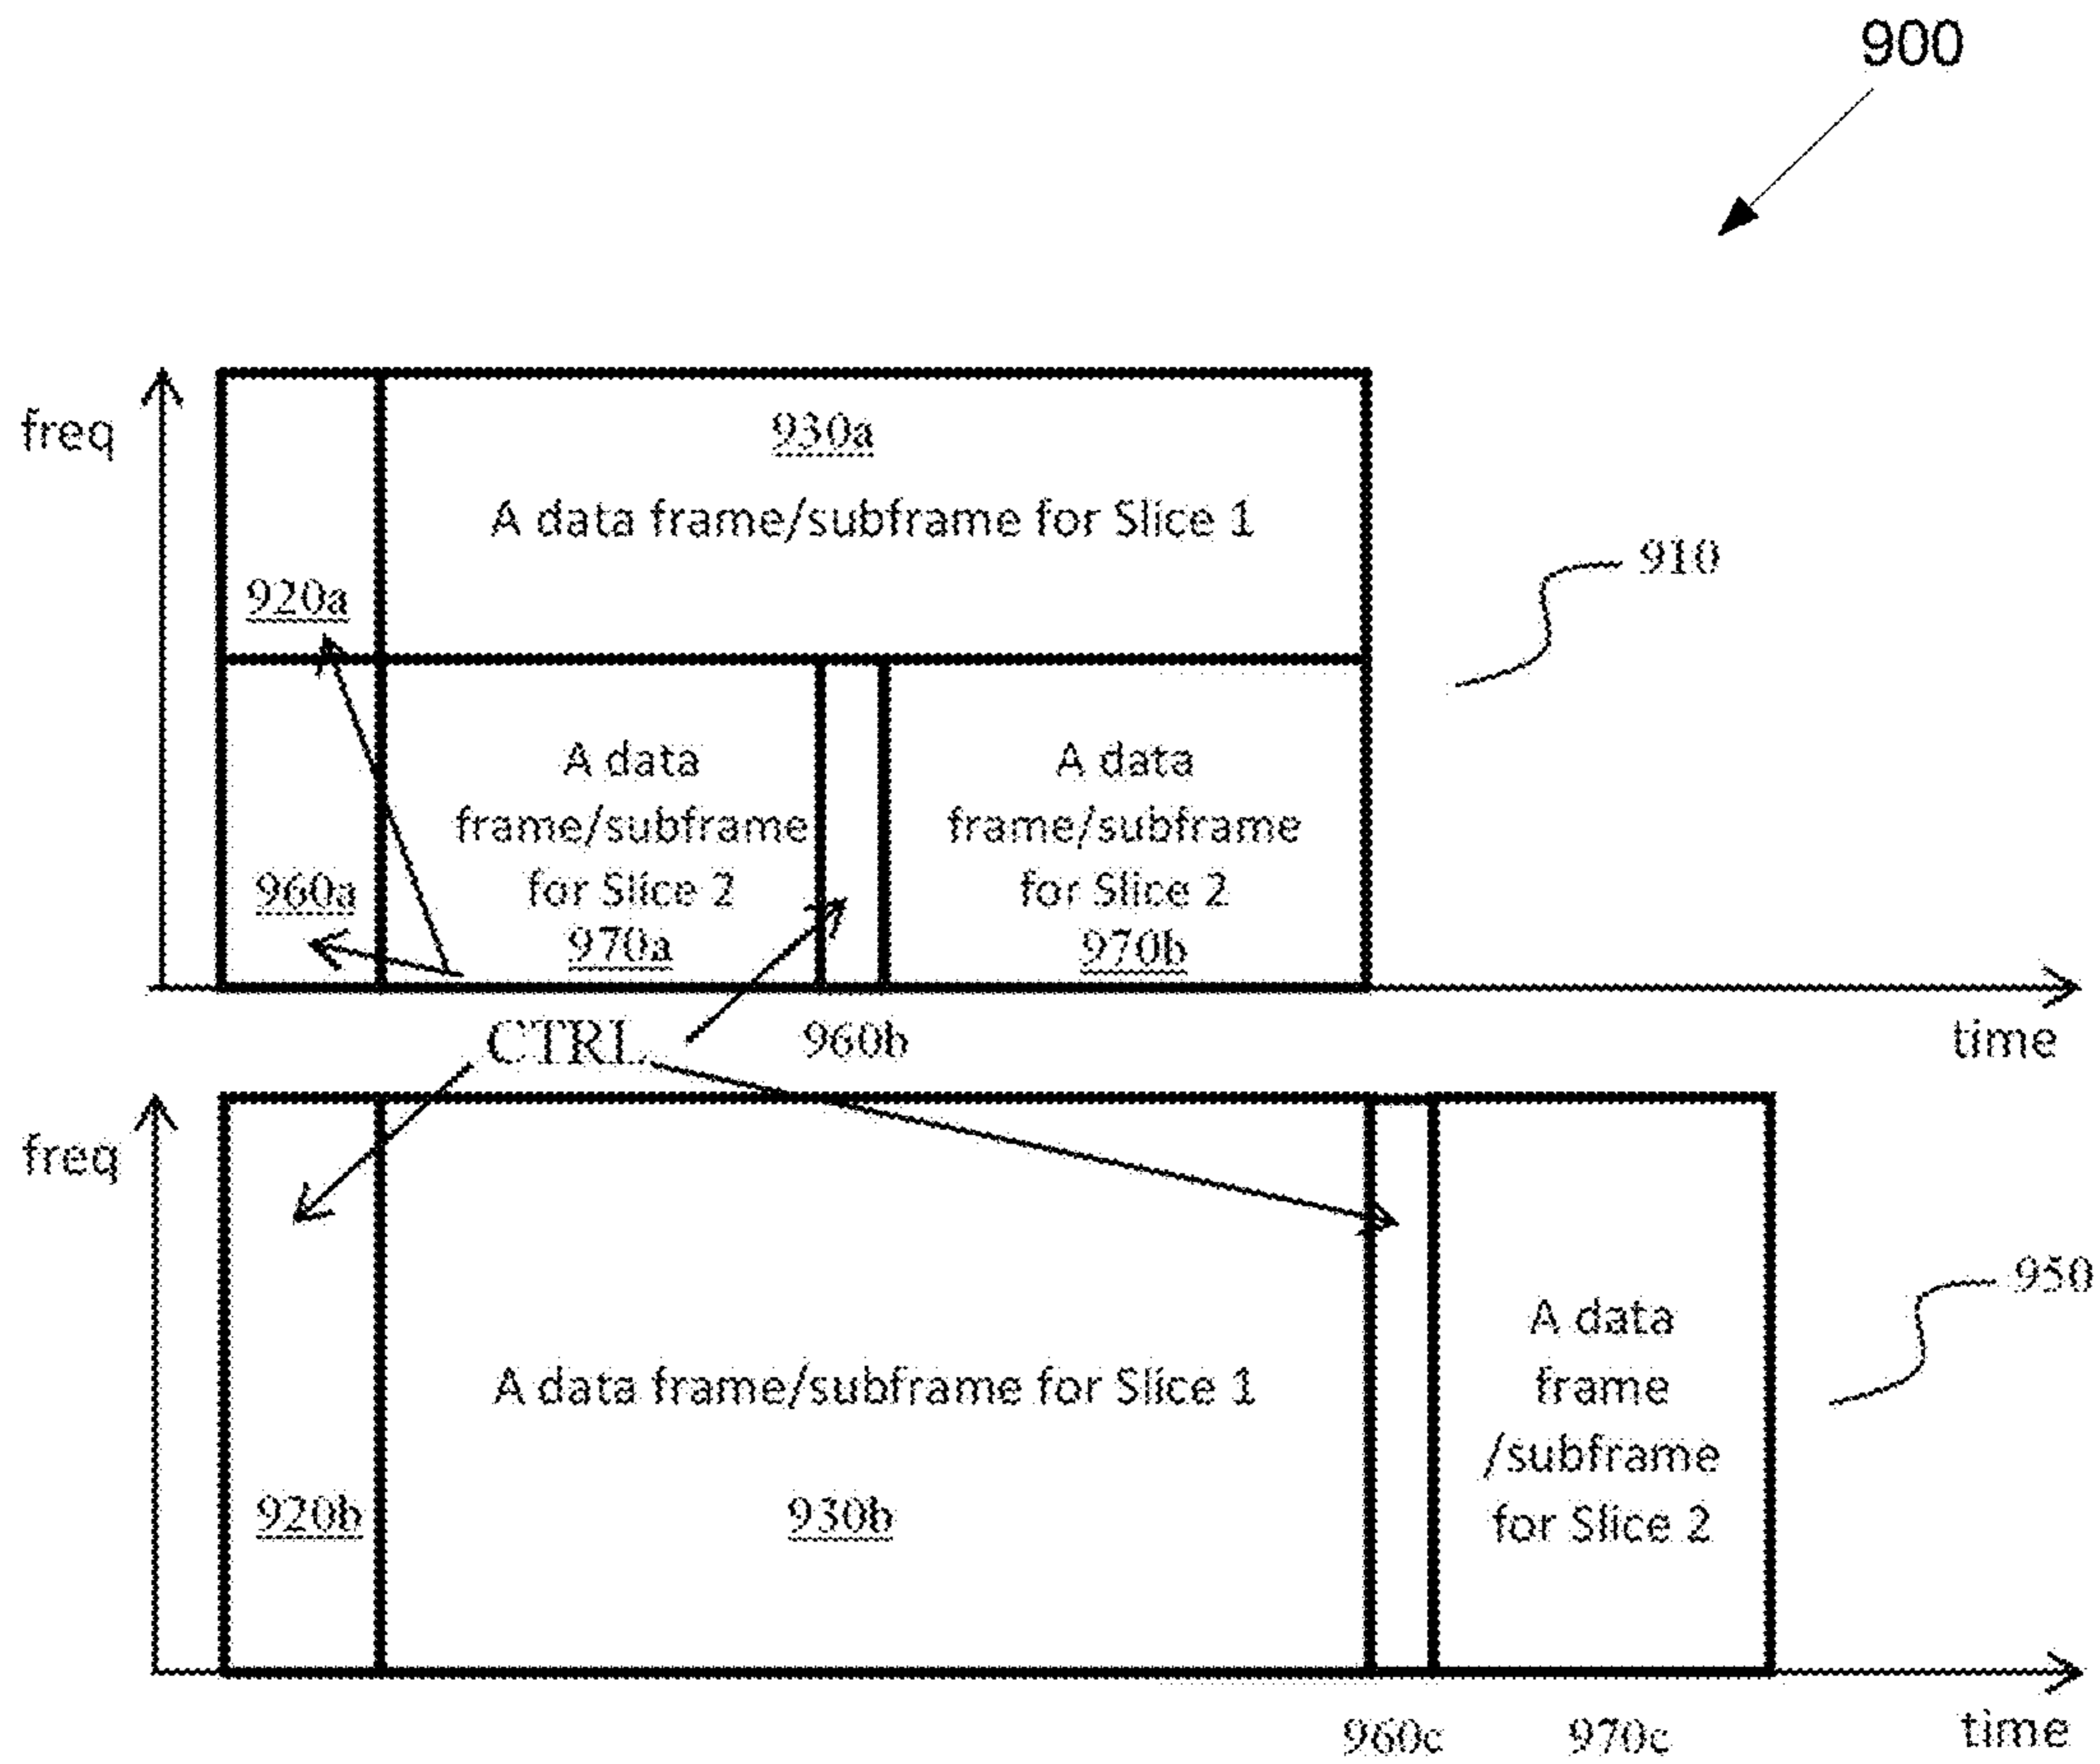 900
freq
930a
A data frame/subframe for Slice 1
910
920a
A data
frame/subframe
for Slice 2
970a
A data
frame/subframe
for Slice 2
970b
960a
CTRL
960b
time
freq
A data frame/subframe for Slice 1
930b
920b
A data
frame
/subframe
for Slice 2
950
960c
970c
time